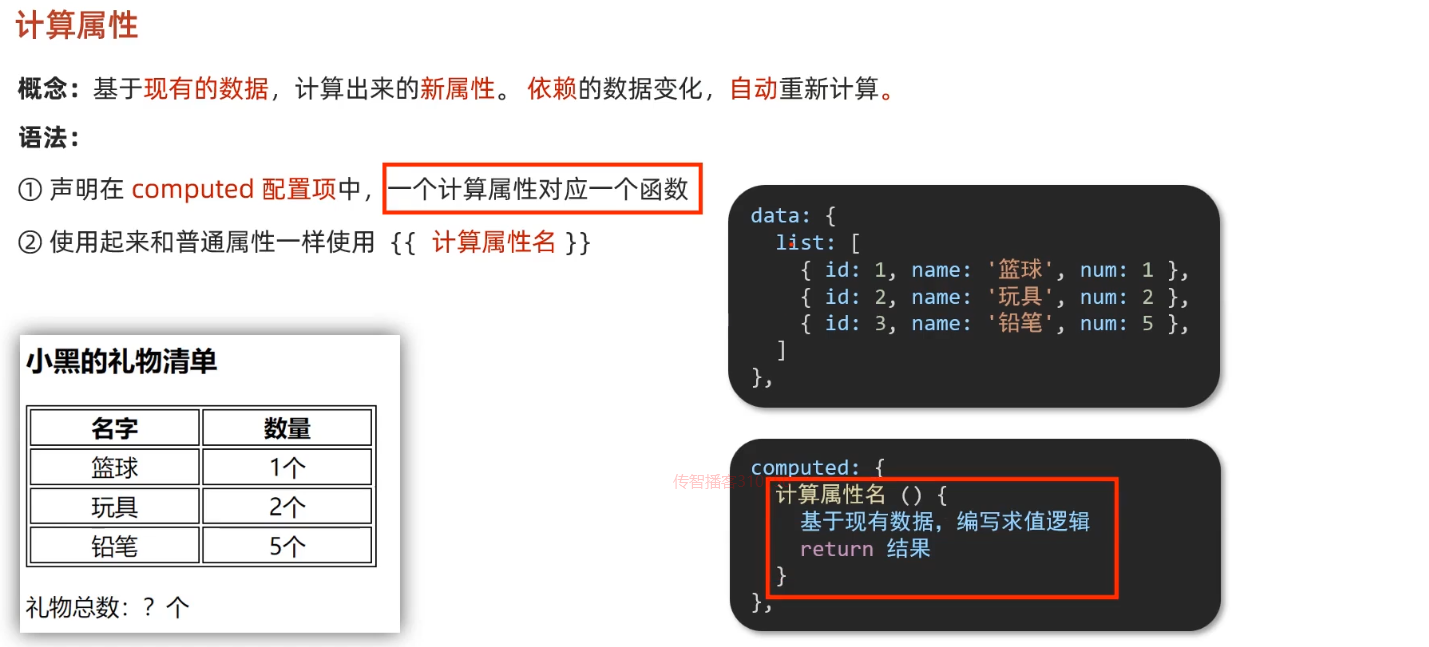 计算属性
概念：基于现有的数据，计算出来的新属性。 依赖的数据变化，自动重新计算。
语法：
① 声明在 computed 配置项中，一个计算属性对应一个函数
② 使用起来和普通属性一样使用 {{ 计算属性名 }}
小黑的礼物清单
名字 数量
篮球 1个
玩具 2个
铅笔 5个
礼物总数：? 个
data: {
list: [
{ id: 1, name: '篮球', num: 1 },
{ id: 2, name: '玩具', num: 2 },
{ id: 3, name: '铅笔', num: 5 },
]
},
computed: {
计算属性名 () {
基于现有数据，编写求值逻辑
return 结果
}
},
传智播客